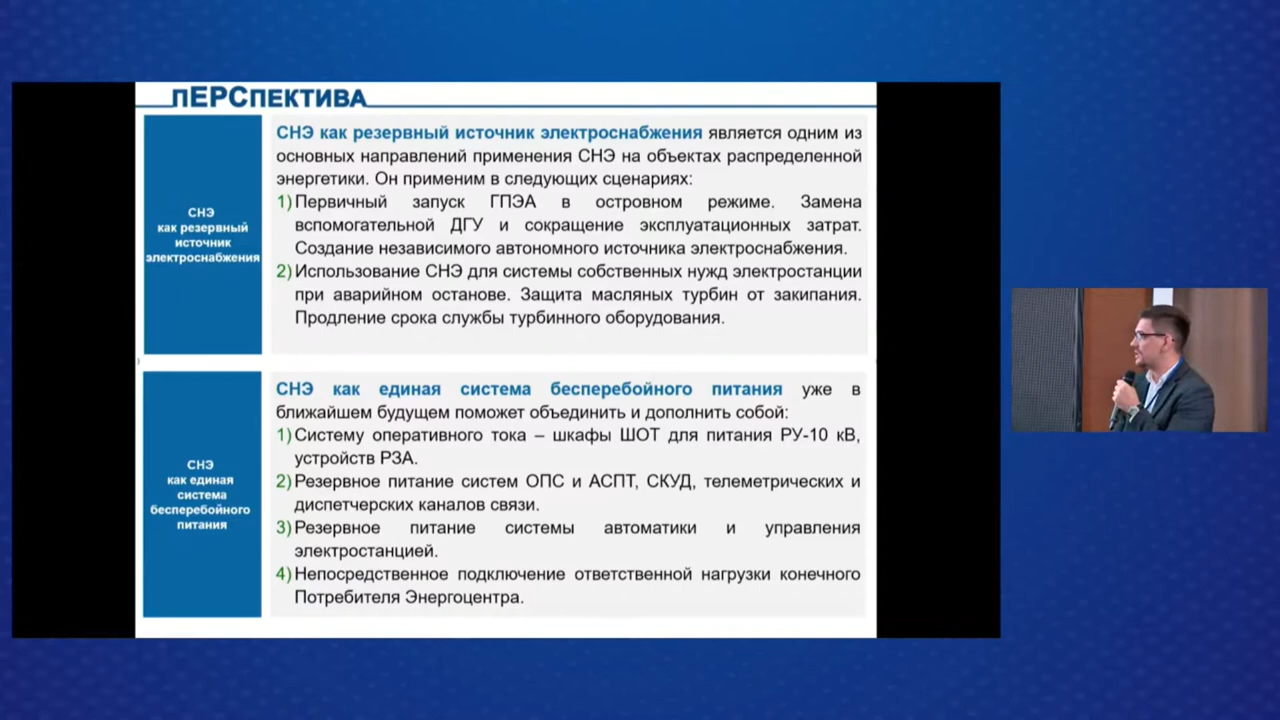 ПЕРСПЕКТИВА
СНЭ
как резервный
источник
электроснабжения
СНЭ как резервный источник электроснабжения является одним из
основных направлений применения СНЭ на объектах распределенной
энергетики. Он применим в следующих сценариях:
1) Первичный запуск ГПЭА в островном режиме. Замена
вспомогательной ДГУ и сокращение эксплуатационных затрат.
Создание независимого автономного источника электроснабжения.
2) Использование СНЭ для системы собственных нужд электростанции
при аварийном останове. Защита масляных турбин от закипания.
Продление срока службы турбинного оборудования.
СНЭ
как единая
система
бесперебойного
питания
СНЭ как единая система бесперебойного питания уже в
ближайшем будущем поможет объединить и дополнить собой:
1) Систему оперативного тока – шкафы ШОТ для питания РУ-10 кВ,
устройств РЗА.
2) Резервное питание систем ОПС и АСПТ, СКУД, телеметрических и
диспетчерских каналов связи.
3) Резервное питание системы автоматики и управления
электростанцией.
4) Непосредственное подключение ответственной нагрузки конечного
Потребителя Энергоцентра.